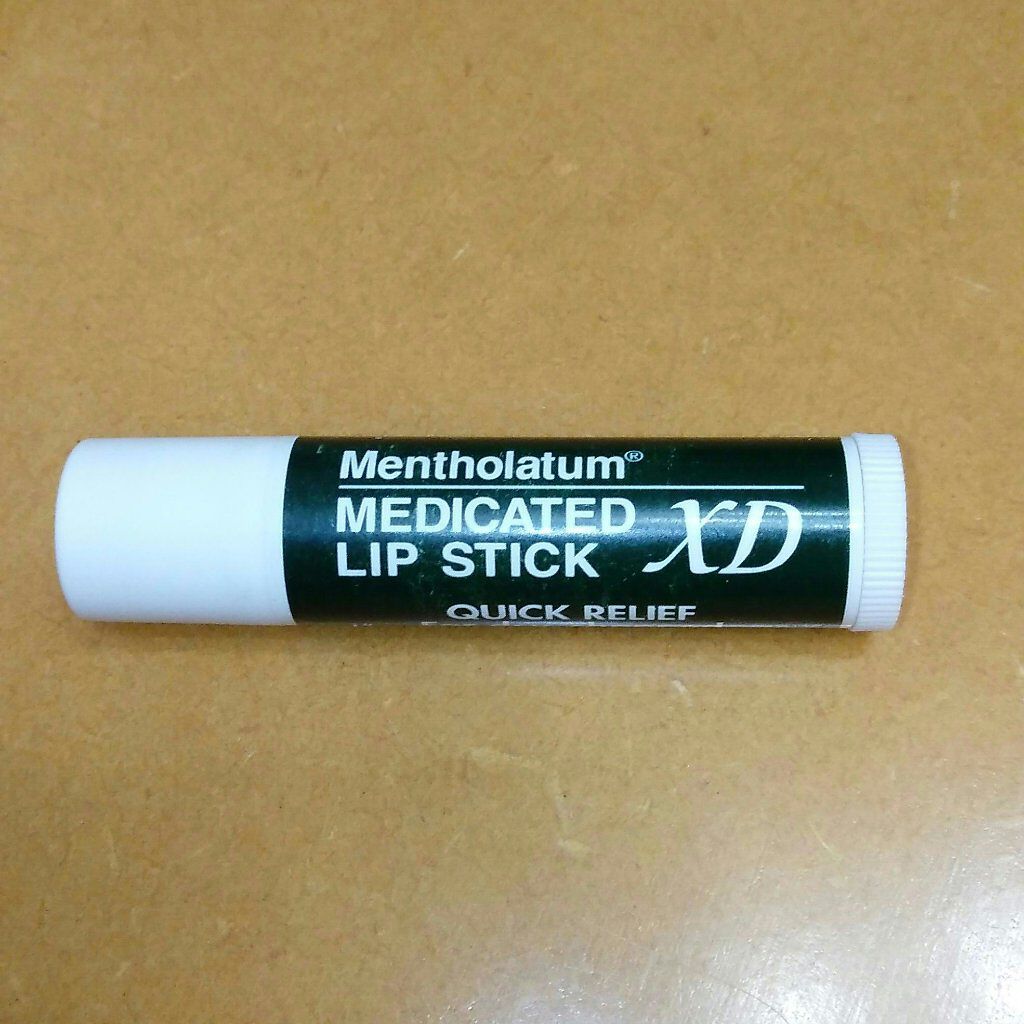 Mentholatum®
MEDICATED
LIP STICK
XD
QUICK RELIEF